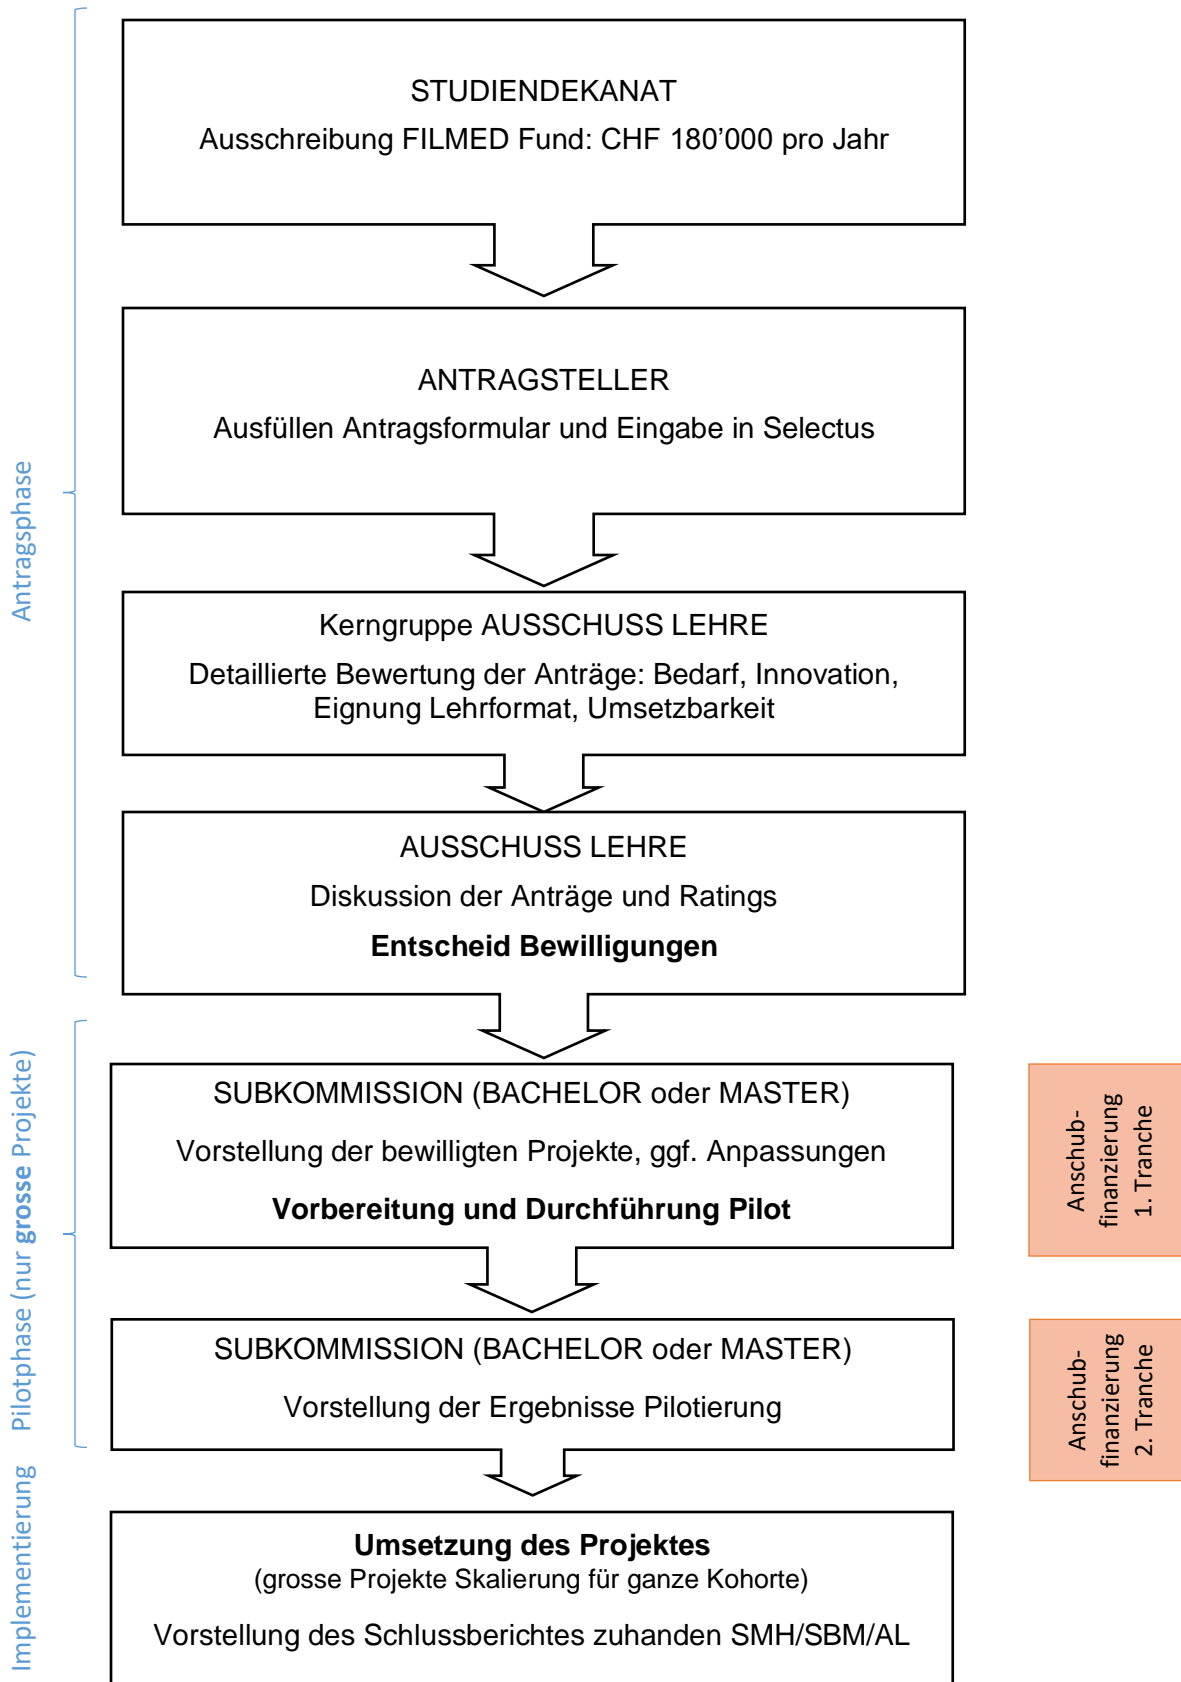 STUDIENDEKANAT
Ausschreibung FILMED Fund: CHF 180’000 pro Jahr
ANTRAGSTELLER
Ausfüllen Antragsformular und Eingabe in Selectus
Antragsphase
Kerngruppe AUSSCHUSS LEHRE
Detaillierte Bewertung der Anträge: Bedarf, Innovation,
Eignung Lehrformat, Umsetzbarkeit
AUSSCHUSS LEHRE
Diskussion der Anträge und Ratings
Entscheid Bewilligungen
Pilotphase (nur grosse Projekte)
SUBKOMMISSION (BACHELOR oder MASTER)
Vorstellung der bewilligten Projekte, ggf. Anpassungen
Vorbereitung und Durchführung Pilot
Anschub-
finanzierung
1. Tranche
SUBKOMMISSION (BACHELOR oder MASTER)
Vorstellung der Ergebnisse Pilotierung
Anschub-
finanzierung
2. Tranche
Implementierung
Umsetzung des Projektes
(grosse Projekte Skalierung für ganze Kohorte)
Vorstellung des Schlussberichtes zuhanden SMH/SBM/AL